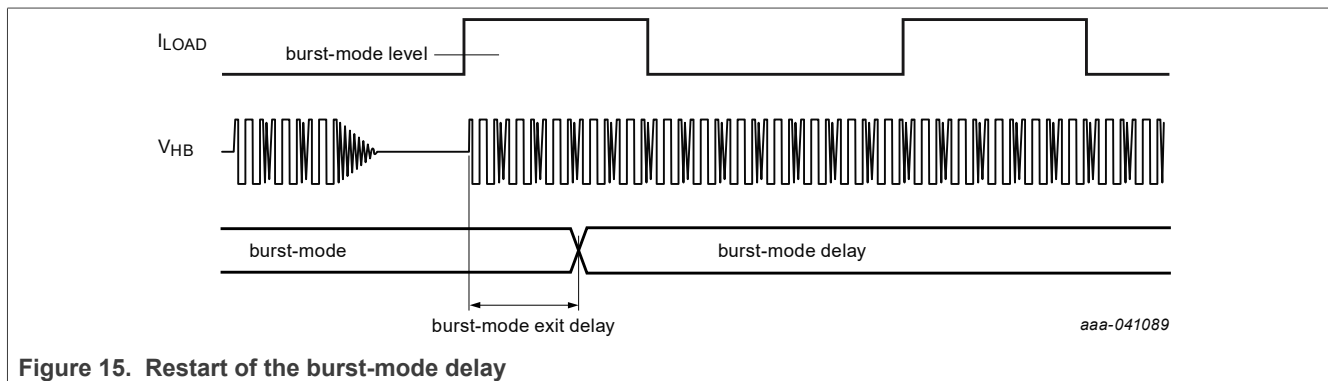 ILOAD
burst-mode level
VHB
burst-mode
burst-mode delay
burst-mode exit delay
aaa-041089
Figure 15. Restart of the burst-mode delay